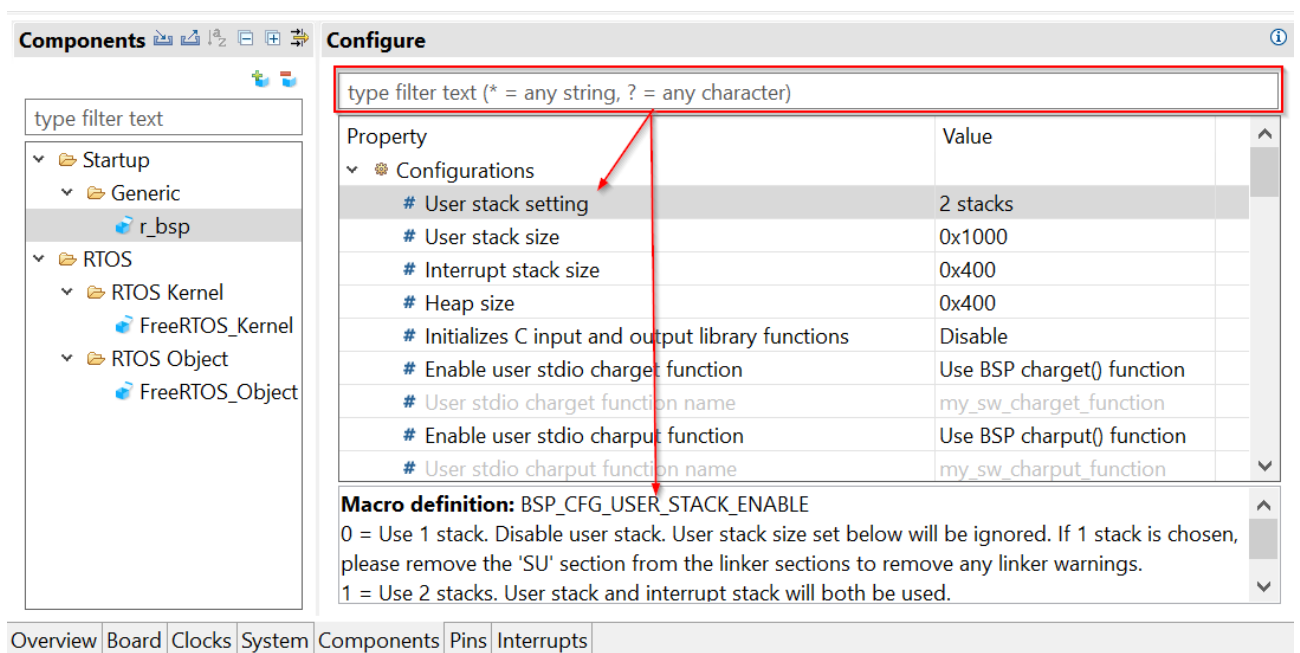 Components
Configure
type filter text
Startup
Generic
r_bsp
RTOS
RTOS Kernel
FreeRTOS_Kernel
RTOS Object
FreeRTOS_Object
type filter text (* = any string, ? = any character)
Property Value
Configurations
# User stack setting 2 stacks
# User stack size 0x1000
# Interrupt stack size 0x400
# Heap size 0x400
# Initializes C input and output library functions Disable
# Enable user stdio charget function Use BSP charget() function
# User stdio charget function name my_sw_charget_function
# Enable user stdio charput function Use BSP charput() function
# User stdio charput function name my_sw_charput_function
Macro definition: BSP_CFG_USER_STACK_ENABLE
0 = Use 1 stack. Disable user stack. User stack size set below will be ignored. If 1 stack is chosen,
please remove the 'SU' section from the linker sections to remove any linker warnings.
1 = Use 2 stacks. User stack and interrupt stack will both be used.
Overview Board Clocks System Components Pins Interrupts